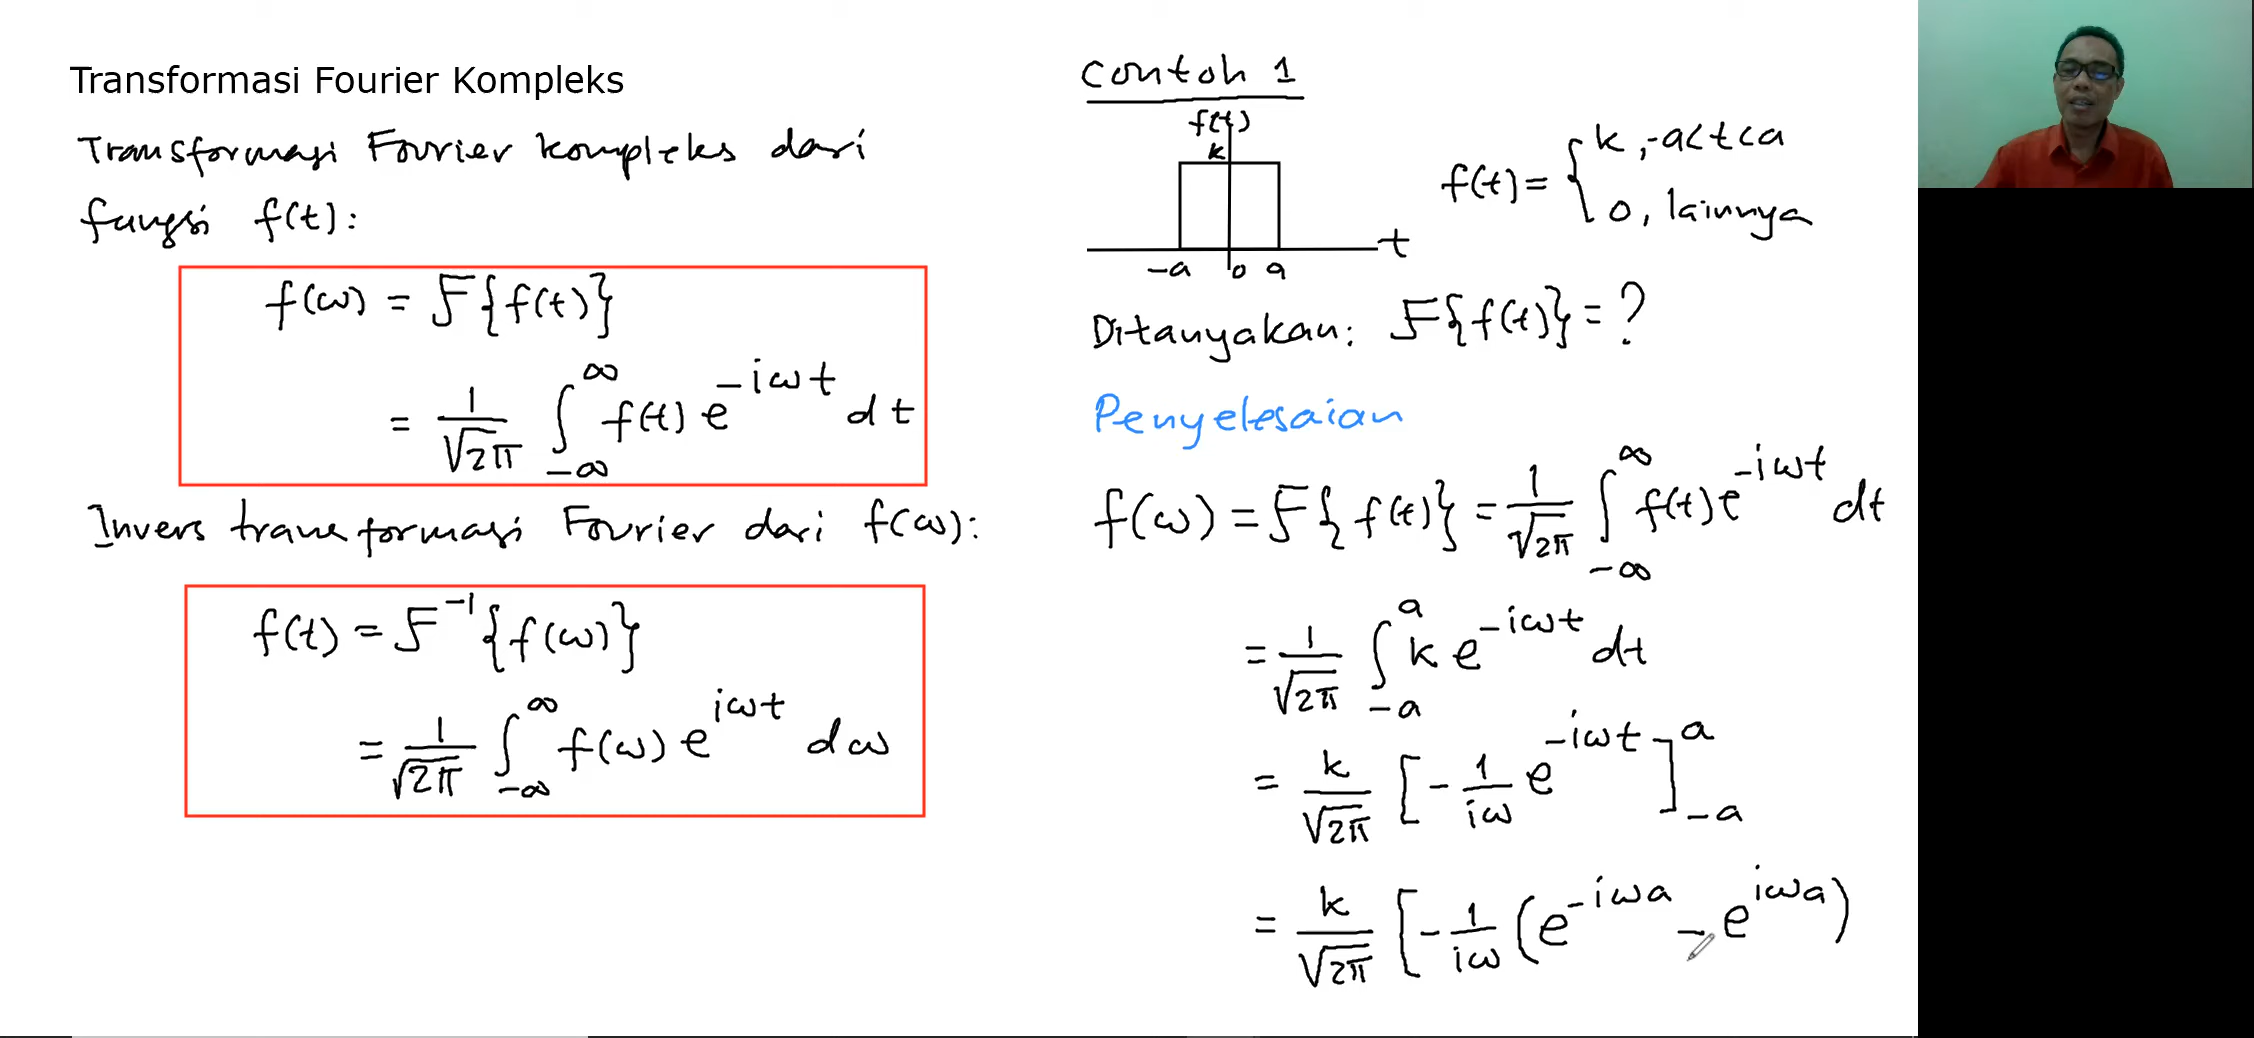 Transformasi Fourier Kompleks
Transformasi Fourier kompleks dari
fungsi f(t):
f(ω) = F{f(t)}
= 1/√2π ∫_{-∞}^{∞} f(t) e^{-iωt} dt
Invers transformasi Fourier dari f(ω):
f(t) = F^{-1}{f(ω)}
= 1/√2π ∫_{-∞}^{∞} f(ω) e^{iωt} dω
Contoh 1
f(t)
k
t
-a 0 a
f(t) = { k, -a<t<a
0, lainnya
Ditanyakan: F{f(t)} = ?
Penyelesaian
f(ω) = F{f(t)} = 1/√2π ∫_{-∞}^{∞} f(t) e^{-iωt} dt
= 1/√2π ∫_{-a}^{a} k e^{-iωt} dt
= k/√2π [-1/iω e^{-iωt}]_{-a}^{a}
= k/√2π [-1/iω (e^{-iωa} - e^{iωa})